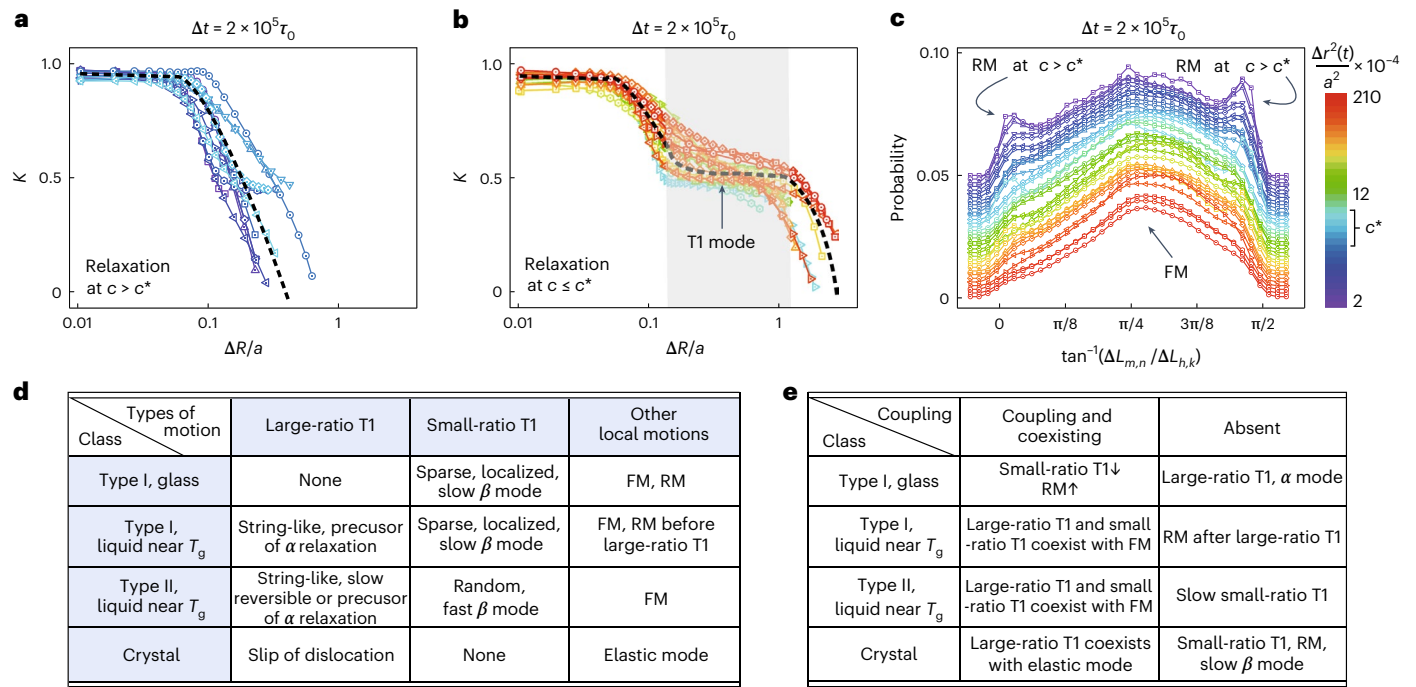 a
Δt = 2 × 10⁵τ₀
1.0
0.5
0
K
0.01
0.1
1
ΔR/a
Relaxation
at c > c*
b
Δt = 2 × 10⁵τ₀
1.0
0.5
0
K
0.01
0.1
1
ΔR/a
T1 mode
Relaxation
at c ≤ c*
c
Δt = 2 × 10⁵τ₀
0.10
0.05
0
Probability
RM at c > c*
RM at c > c*
FM
0
π/8
π/4
3π/8
π/2
tan⁻¹(ΔLₘ,ₙ /ΔLₕ,ₖ)
Δr²(t)/a² × 10⁻⁴
210
12
c*
2
d
Types of
motion
Class
Large-ratio T1
Small-ratio T1
Other
local motions
Type I, glass
None
Sparse, localized,
slow β mode
FM, RM
Type I,
liquid near Tg
String-like, precusor
of α relaxation
Sparse, localized,
slow β mode
FM, RM before
large-ratio T1
Type II,
liquid near Tg
String-like, slow
reversible or precusor
of α relaxation
Random,
fast β mode
FM
Crystal
Slip of dislocation
None
Elastic mode
e
Coupling
Class
Coupling and
coexisting
Absent
Type I, glass
Small-ratio T1↓
RM↑
Large-ratio T1, α mode
Type I,
liquid near Tg
Large-ratio T1 and small
-ratio T1 coexist with FM
RM after large-ratio T1
Type II,
liquid near Tg
Large-ratio T1 and small
-ratio T1 coexist with FM
Slow small-ratio T1
Crystal
Large-ratio T1 coexists
with elastic mode
Small-ratio T1, RM,
slow β mode